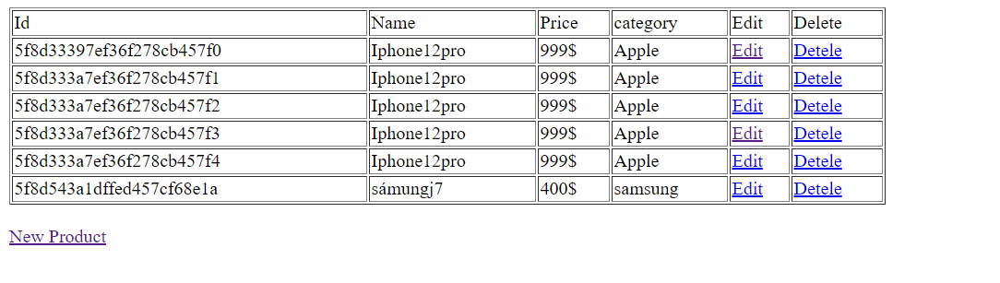 Id Name Price category Edit Delete
5f8d33397ef36f278cb457f0 Iphone12pro 999$ Apple Edit Detele
5f8d333a7ef36f278cb457f1 Iphone12pro 999$ Apple Edit Detele
5f8d333a7ef36f278cb457f2 Iphone12pro 999$ Apple Edit Detele
5f8d333a7ef36f278cb457f3 Iphone12pro 999$ Apple Edit Detele
5f8d333a7ef36f278cb457f4 Iphone12pro 999$ Apple Edit Detele
5f8d543a1dffed457cf68e1a sámungj7 400$ samsung Edit Detele
New Product